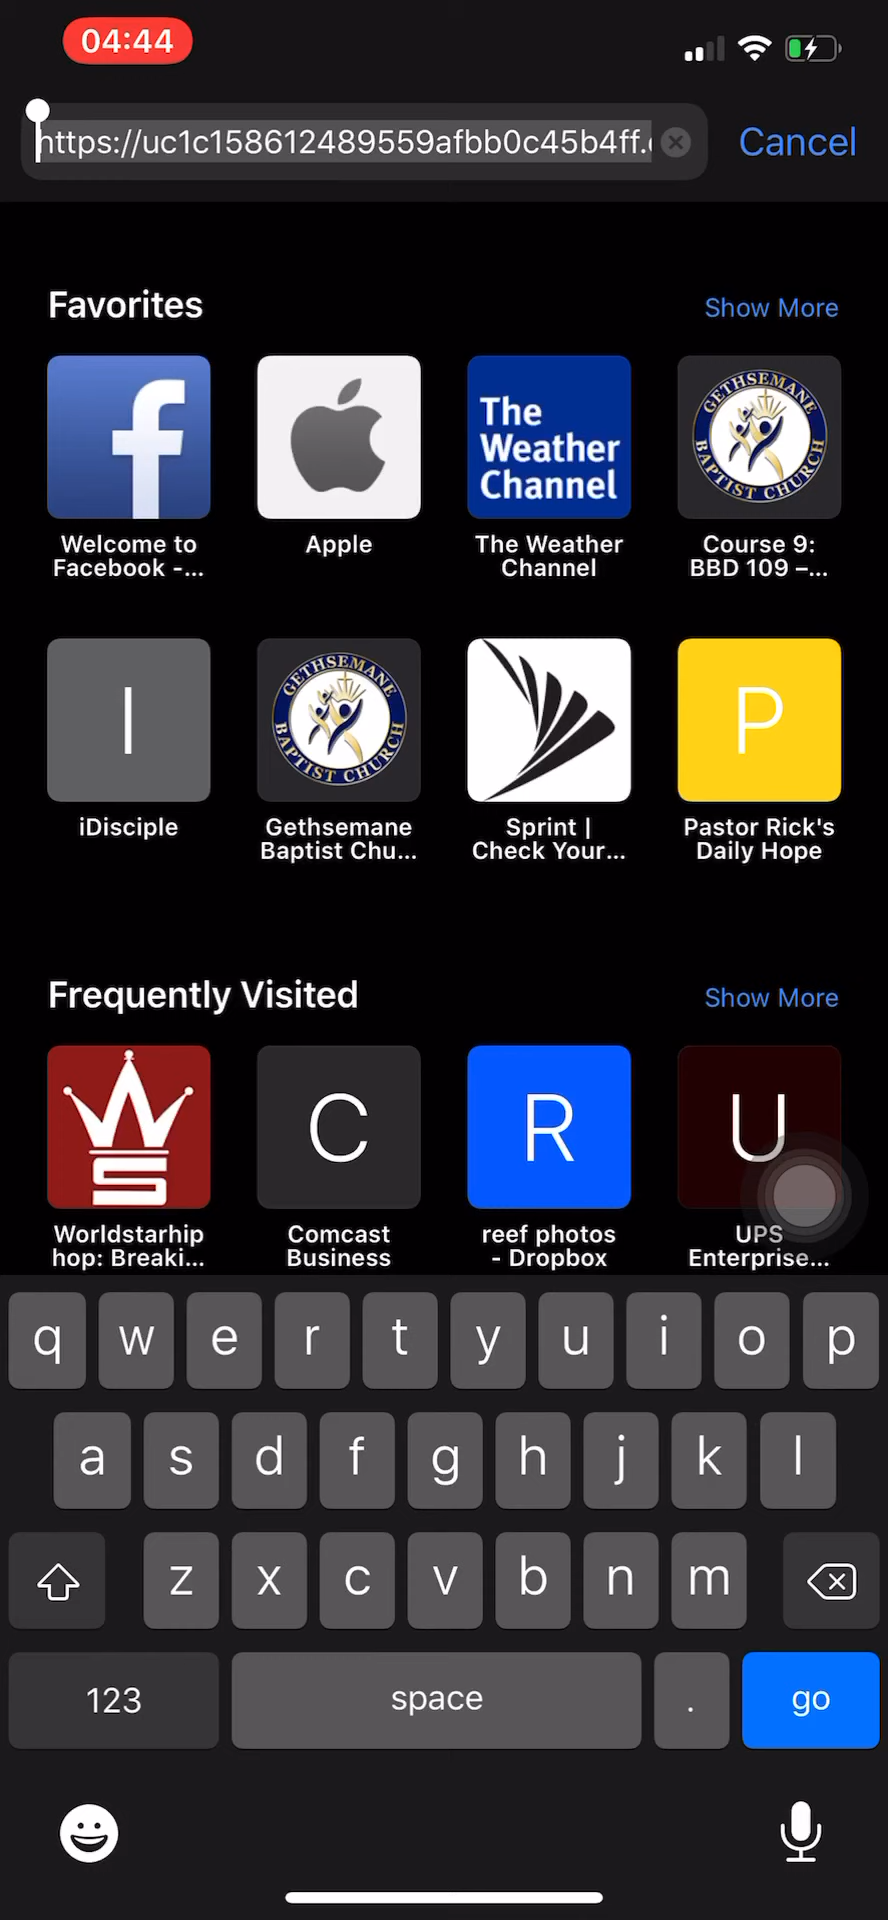 04:44
https://uc1c158612489559afbb0c45b4ff.
Cancel
Favorites
Show More
The
Weather
Channel
GETHSEMANE
BAPTIST CHURCH
Welcome to
Facebook -...
Apple
The Weather
Channel
Course 9:
BBD 109 –...
I
GETHSEMANE
BAPTIST CHURCH
P
iDisciple
Gethsemane
Baptist Chu...
Sprint |
Check Your...
Pastor Rick's
Daily Hope
Frequently Visited
Show More
W
S
C
R
U
Worldstarhip
hop: Breaki...
Comcast
Business
reef photos
- Dropbox
UPS
Enterprise...
q w e r t y u i o p
a s d f g h j k l
z x c v b n m
123 space . go